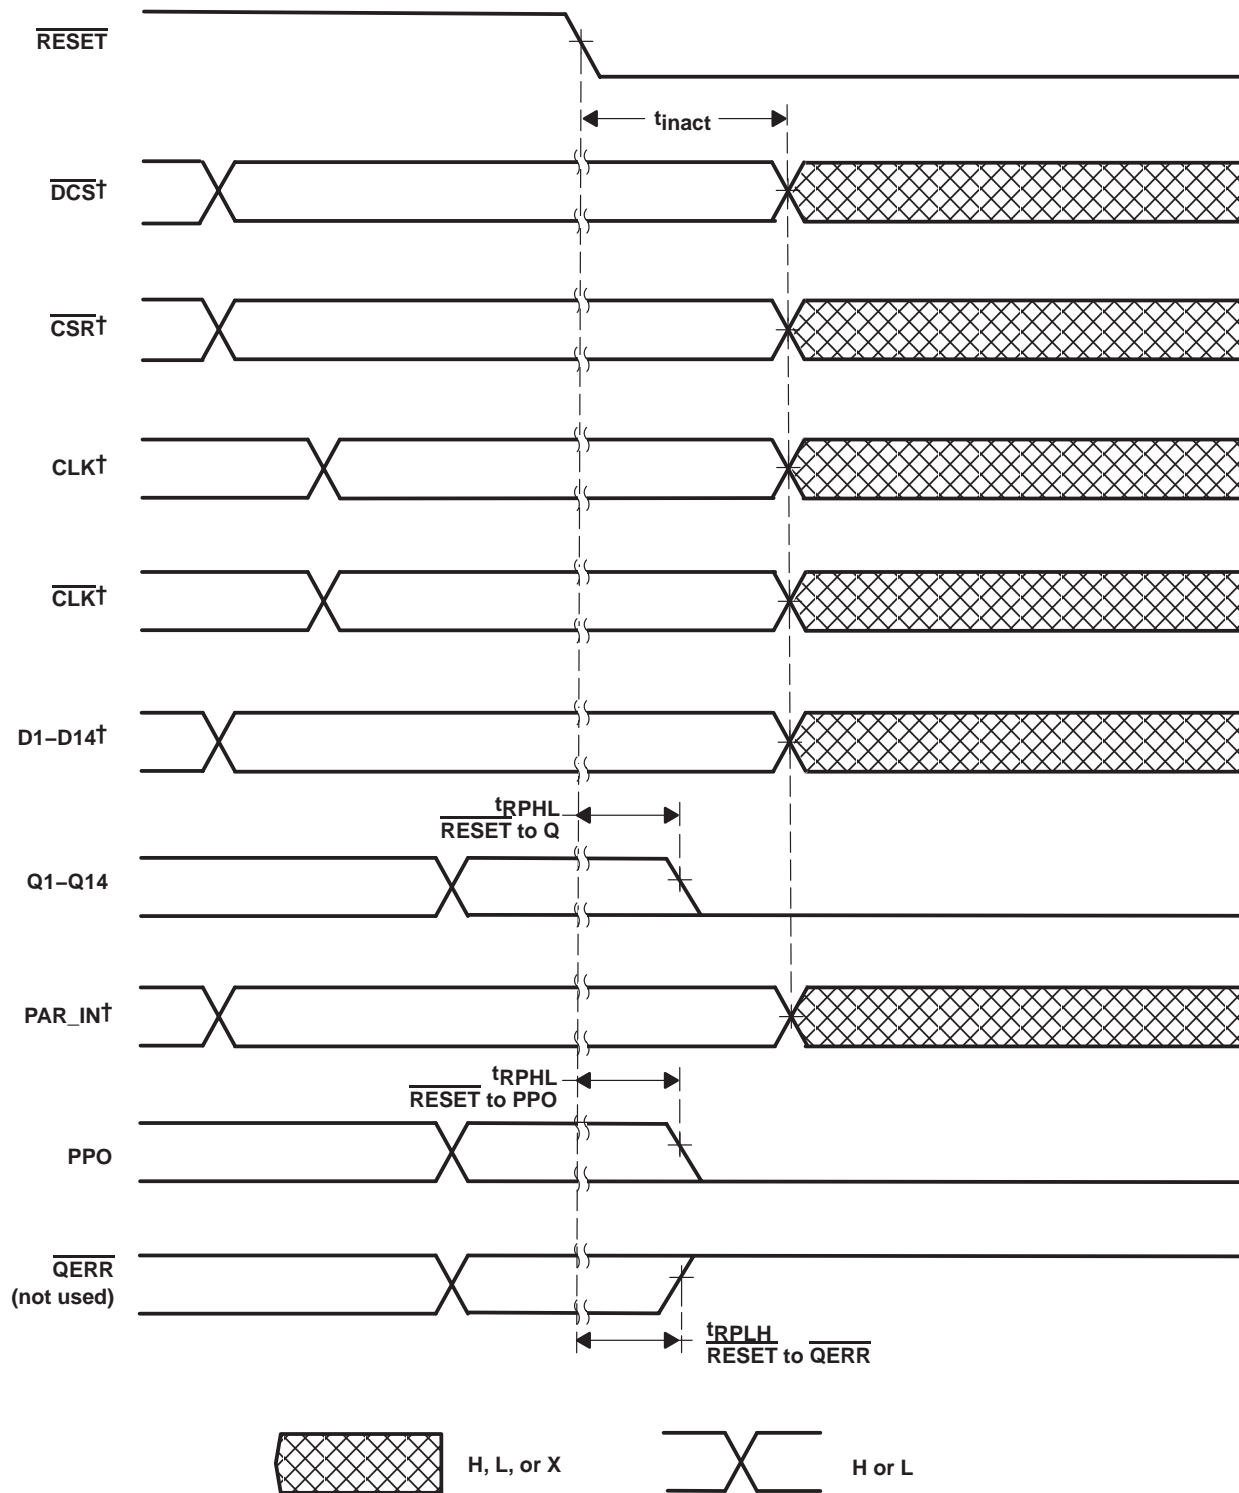 RESET
tinact
DCS†
CSR†
CLK†
CLK†
D1–D14†
tRPHL
RESET to Q
Q1–Q14
PAR_IN†
tRPHL
RESET to PPO
PPO
QERR
(not used)
tRPLH
RESET to QERR
H, L, or X
H or L